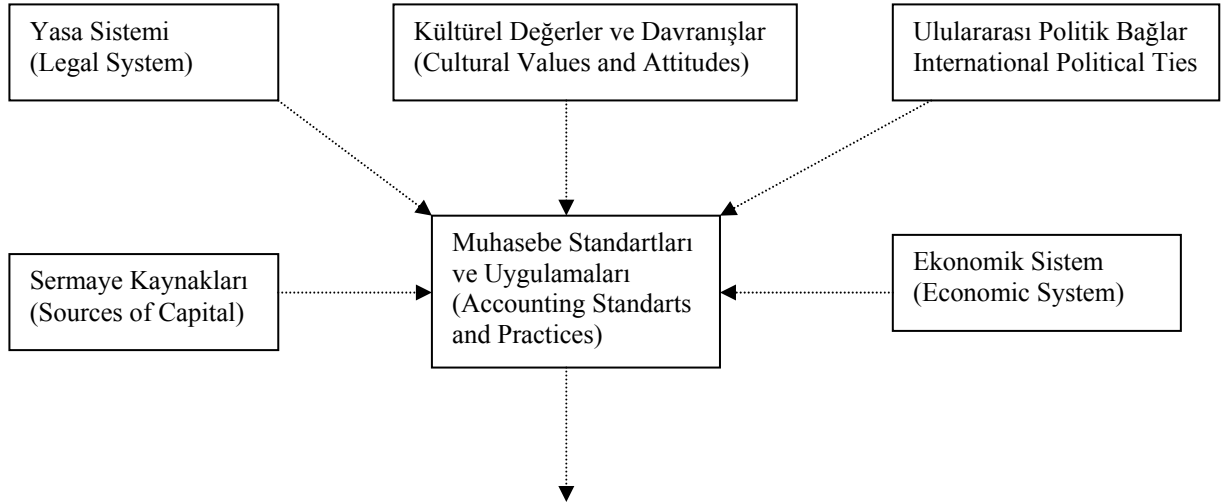 Yasa Sistemi
(Legal System)
Kültürel Değerler ve Davranışlar
(Cultural Values and Attitudes)
Ululararası Politik Bağlar
International Political Ties
Sermaye Kaynakları
(Sources of Capital)
Muhasebe Standartları
ve Uygulamaları
(Accounting Standarts
and Practices)
Ekonomik Sistem
(Economic System)